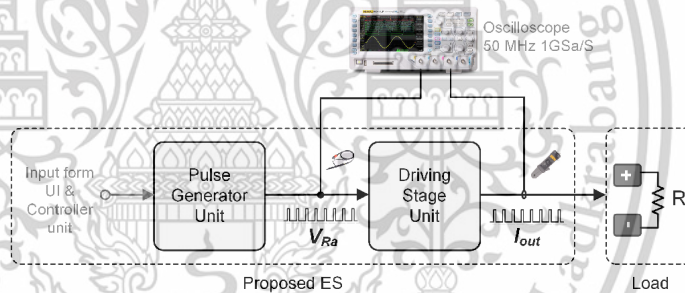 Oscilloscope
50 MHz 1GSa/S
Input form
UI &
Controller
unit
Pulse
Generator
Unit
V_Ra
Driving
Stage
Unit
I_out
+
-
R
Proposed ES
Load